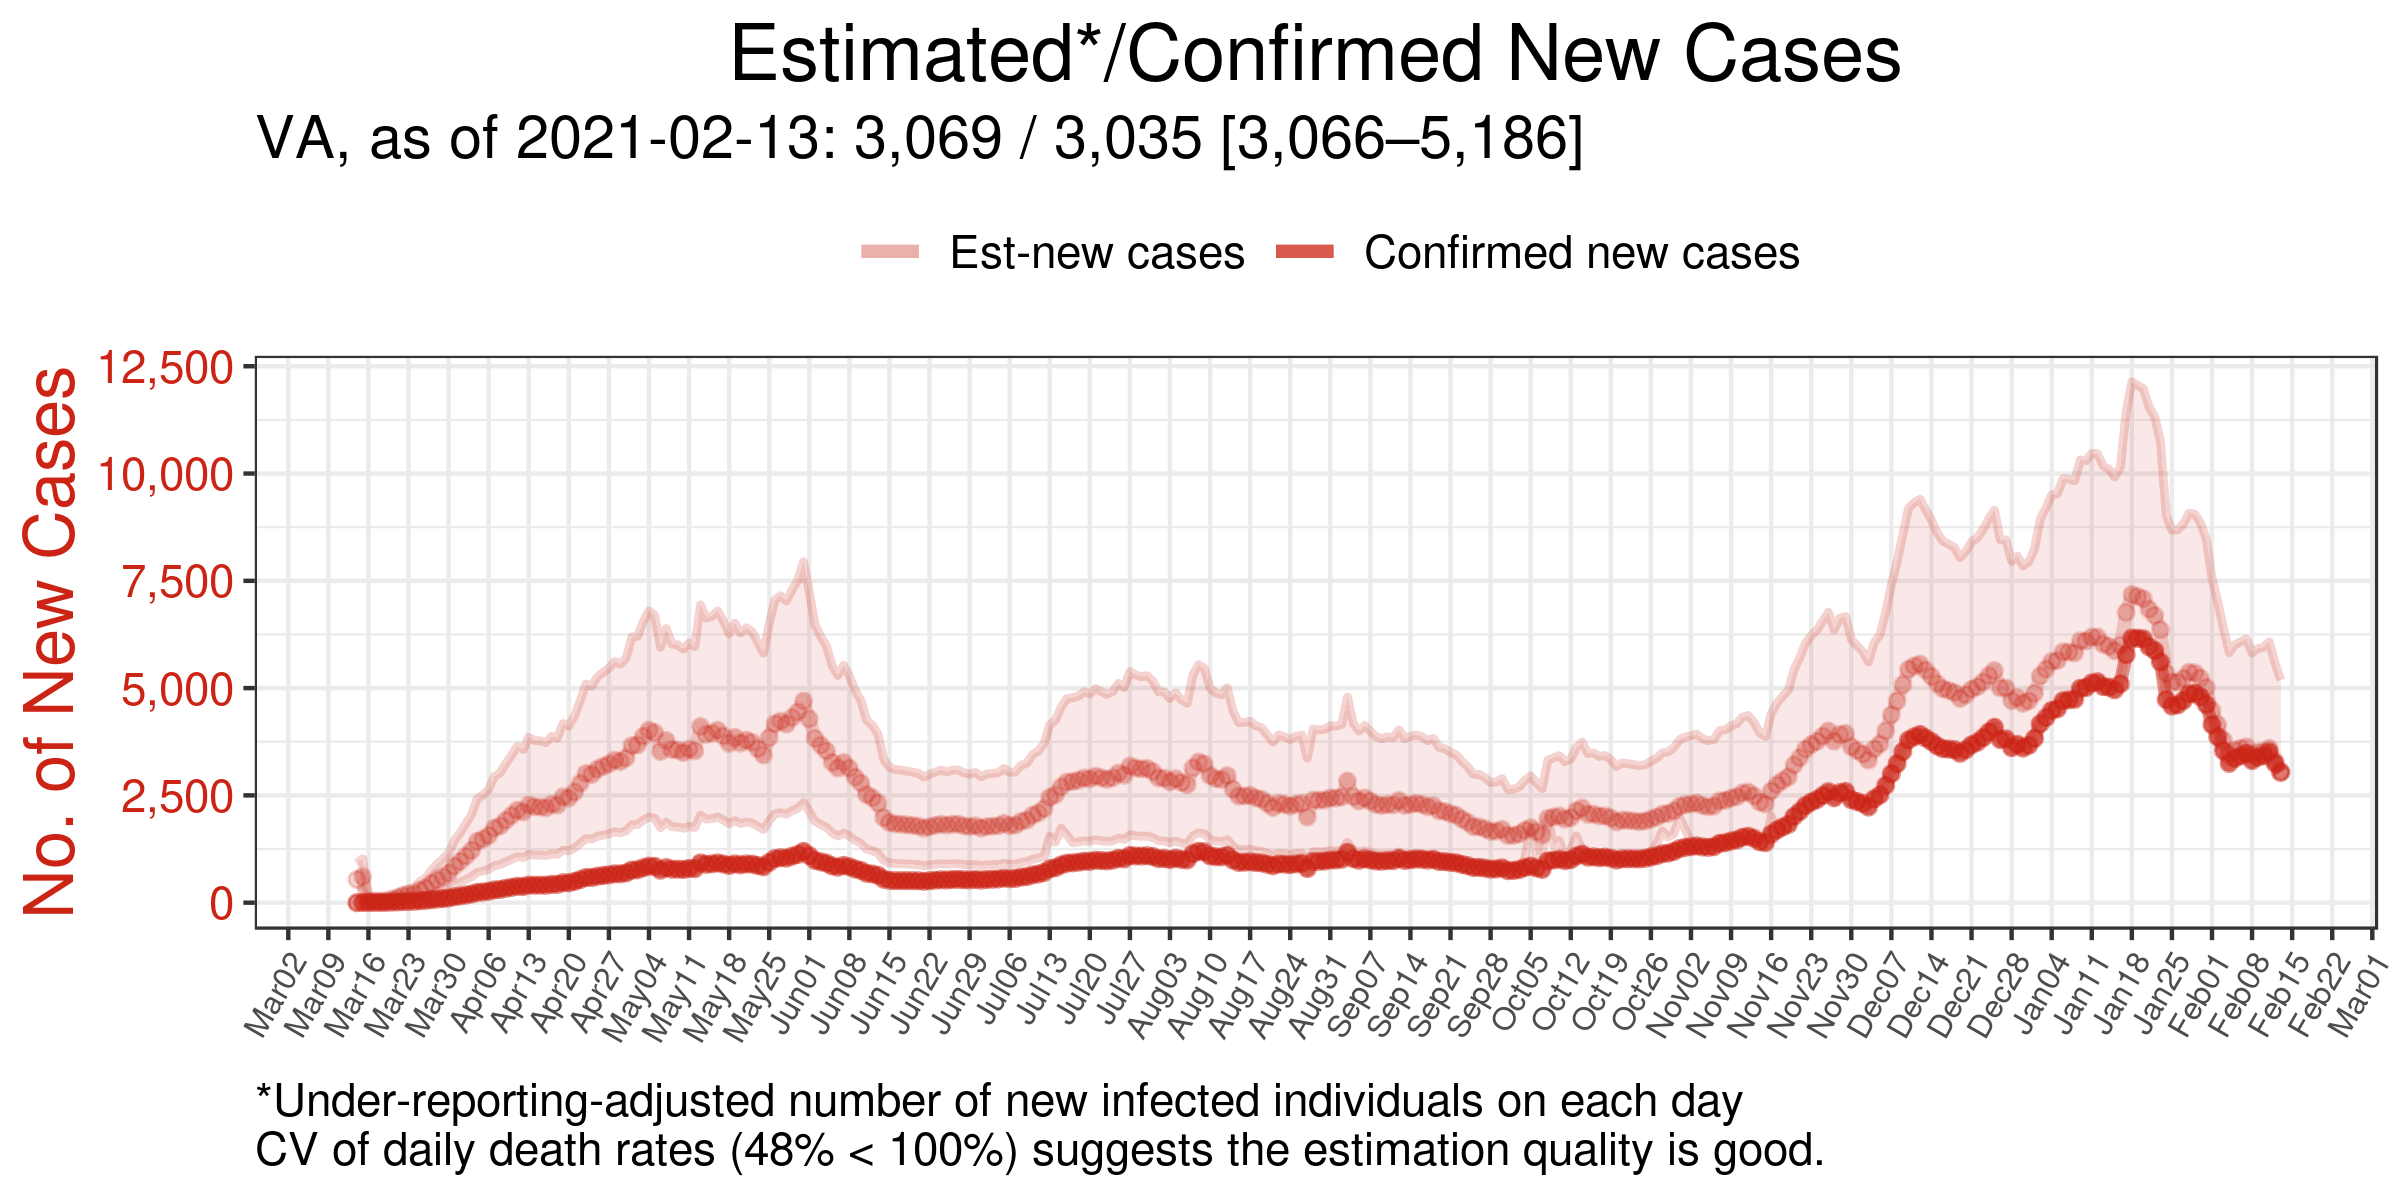 Estimated*/Confirmed New Cases
VA, as of 2021-02-13: 3,069 / 3,035 [3,066–5,186]
Est-new cases Confirmed new cases
No. of New Cases
12,500
10,000
7,500
5,000
2,500
0
Mar02 Mar09 Mar16 Mar23 Mar30 Apr06 Apr13 Apr20 Apr27 May04 May11 May18 May25 Jun01 Jun08 Jun15 Jun22 Jun29 Jul06 Jul13 Jul20 Jul27 Aug03 Aug10 Aug17 Aug24 Aug31 Sep07 Sep14 Sep21 Sep28 Oct05 Oct12 Oct19 Oct26 Nov02 Nov09 Nov16 Nov23 Nov30 Dec07 Dec14 Dec21 Dec28 Jan04 Jan11 Jan18 Jan25 Feb01 Feb08 Feb15 Feb22 Mar01
*Under-reporting-adjusted number of new infected individuals on each day
CV of daily death rates (48% < 100%) suggests the estimation quality is good.